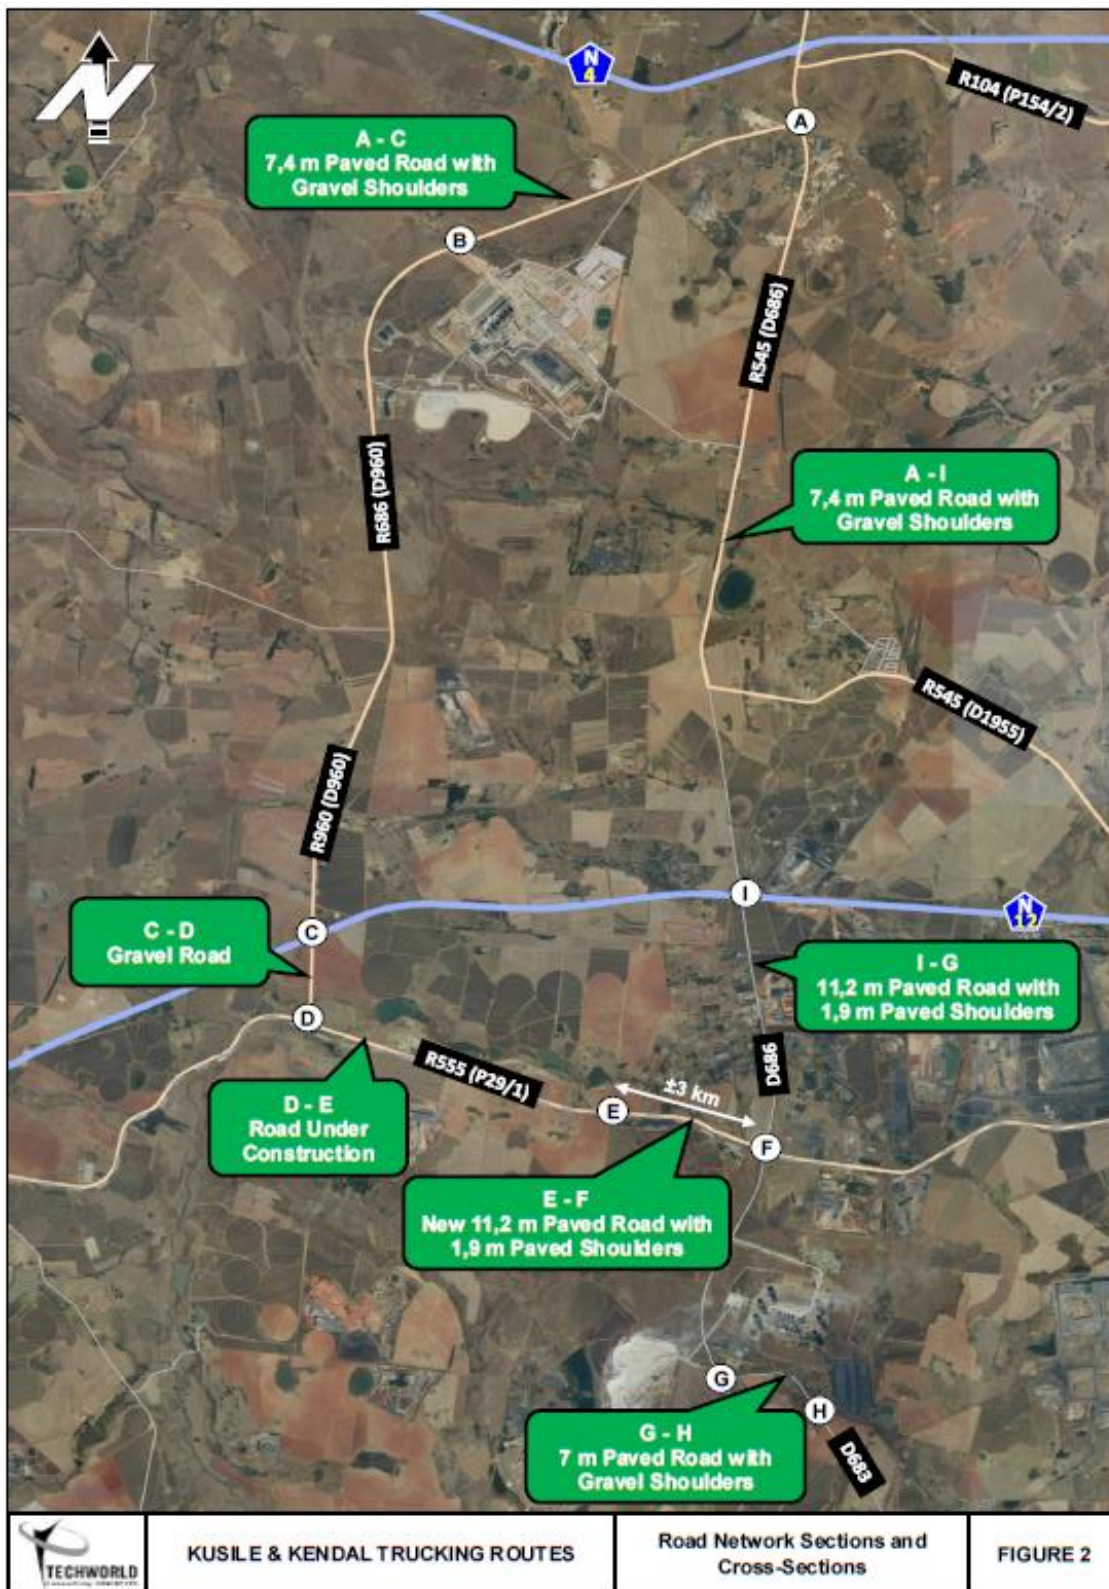 N
4
N
R104 (P154/2)
A
A - C
7,4 m Paved Road with
Gravel Shoulders
B
R545 (D686)
A - I
7,4 m Paved Road with
Gravel Shoulders
R686 (D960)
R545 (D1955)
R960 (D960)
I
N
12
C - D
Gravel Road
C
I - G
11,2 m Paved Road with
1,9 m Paved Shoulders
D
R555 (P29/1)
D686
±3 km
D - E
Road Under
Construction
E
F
E - F
New 11,2 m Paved Road with
1,9 m Paved Shoulders
G
H
G - H
7 m Paved Road with
Gravel Shoulders
D683
TECHWORLD
KUSILE & KENDAL TRUCKING ROUTES
Road Network Sections and
Cross-Sections
FIGURE 2